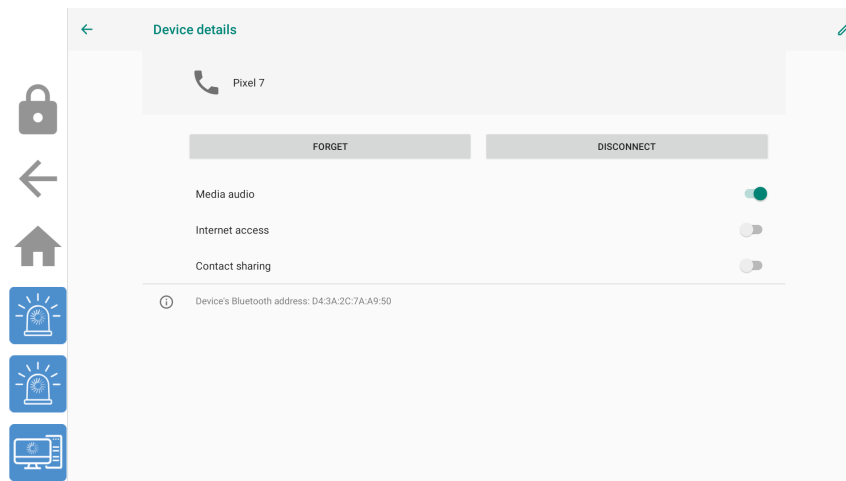 Device details
Pixel 7
FORGET
DISCONNECT
Media audio
Internet access
Contact sharing
Device's Bluetooth address: D4:3A:2C:7A:A9:50